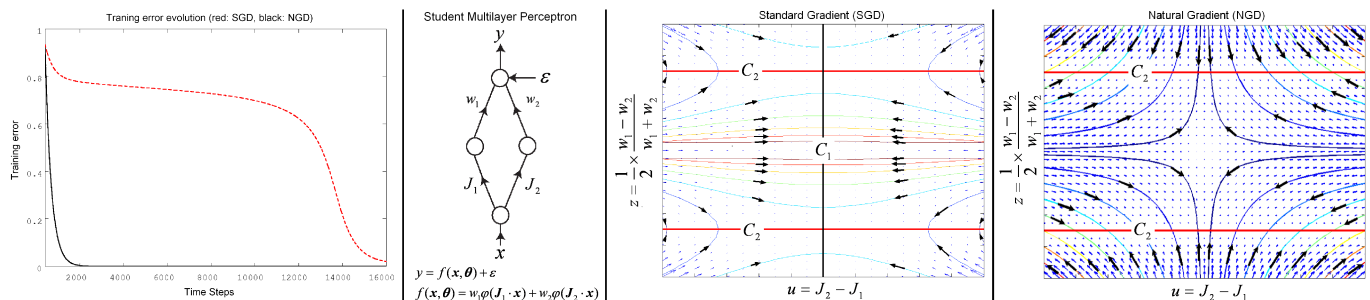 Traning error evolution (red: SGD, black: NGD)
1
0.8
0.6
0.4
0.2
0
Training error
2000 4000 6000 8000 10000 12000 14000 16000
Time Steps
Student Multilayer Perceptron
y
ε
w₁ w₂
J₁ J₂
x
y = f(x, θ) + ε
f(x, θ) = w₁φ(J₁ · x) + w₂φ(J₂ · x)
Standard Gradient (SGD)
C₂
C₁
C₂
z = 1/2 × (w₁ − w₂)/(w₁ + w₂)
u = J₂ − J₁
Natural Gradient (NGD)
C₂
C₂
z = 1/2 × (w₁ − w₂)/(w₁ + w₂)
u = J₂ − J₁